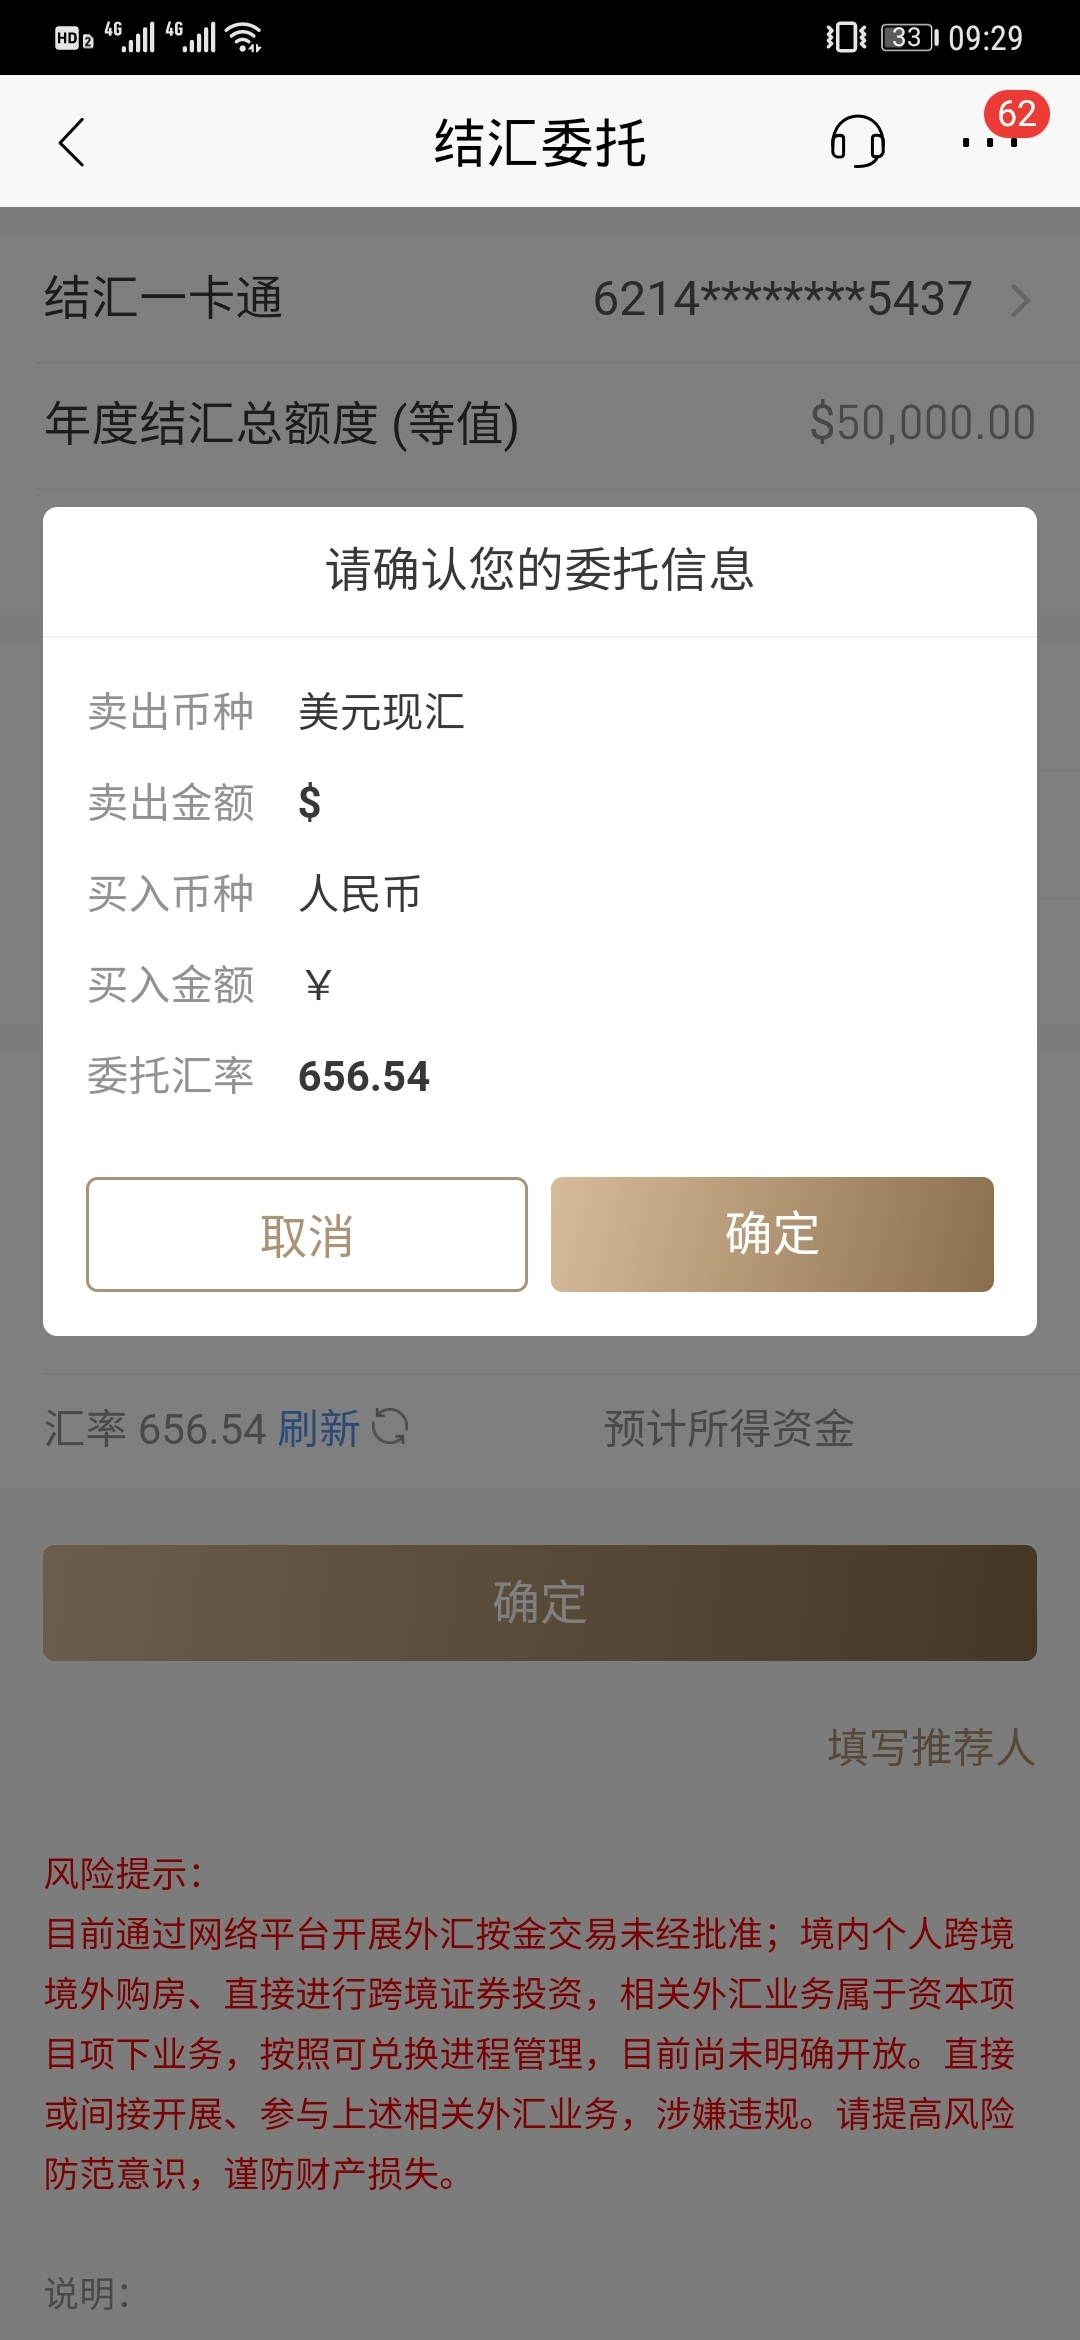 HD 2 4G 4G 33 09:29
结汇委托
62
结汇一卡通 6214********5437
年度结汇总额度 (等值) $50,000.00
请确认您的委托信息
卖出币种 美元现汇
卖出金额 $
买入币种 人民币
买入金额 ¥
委托汇率 656.54
取消 确定
汇率 656.54 刷新 预计所得资金
确定
填写推荐人
风险提示：
目前通过网络平台开展外汇按金交易未经批准；境内个人跨境
境外购房、直接进行跨境证券投资，相关外汇业务属于资本项
目项下业务，按照可兑换进程管理，目前尚未明确开放。直接
或间接开展、参与上述相关外汇业务，涉嫌违规。请提高风险
防范意识，谨防财产损失。
说明：